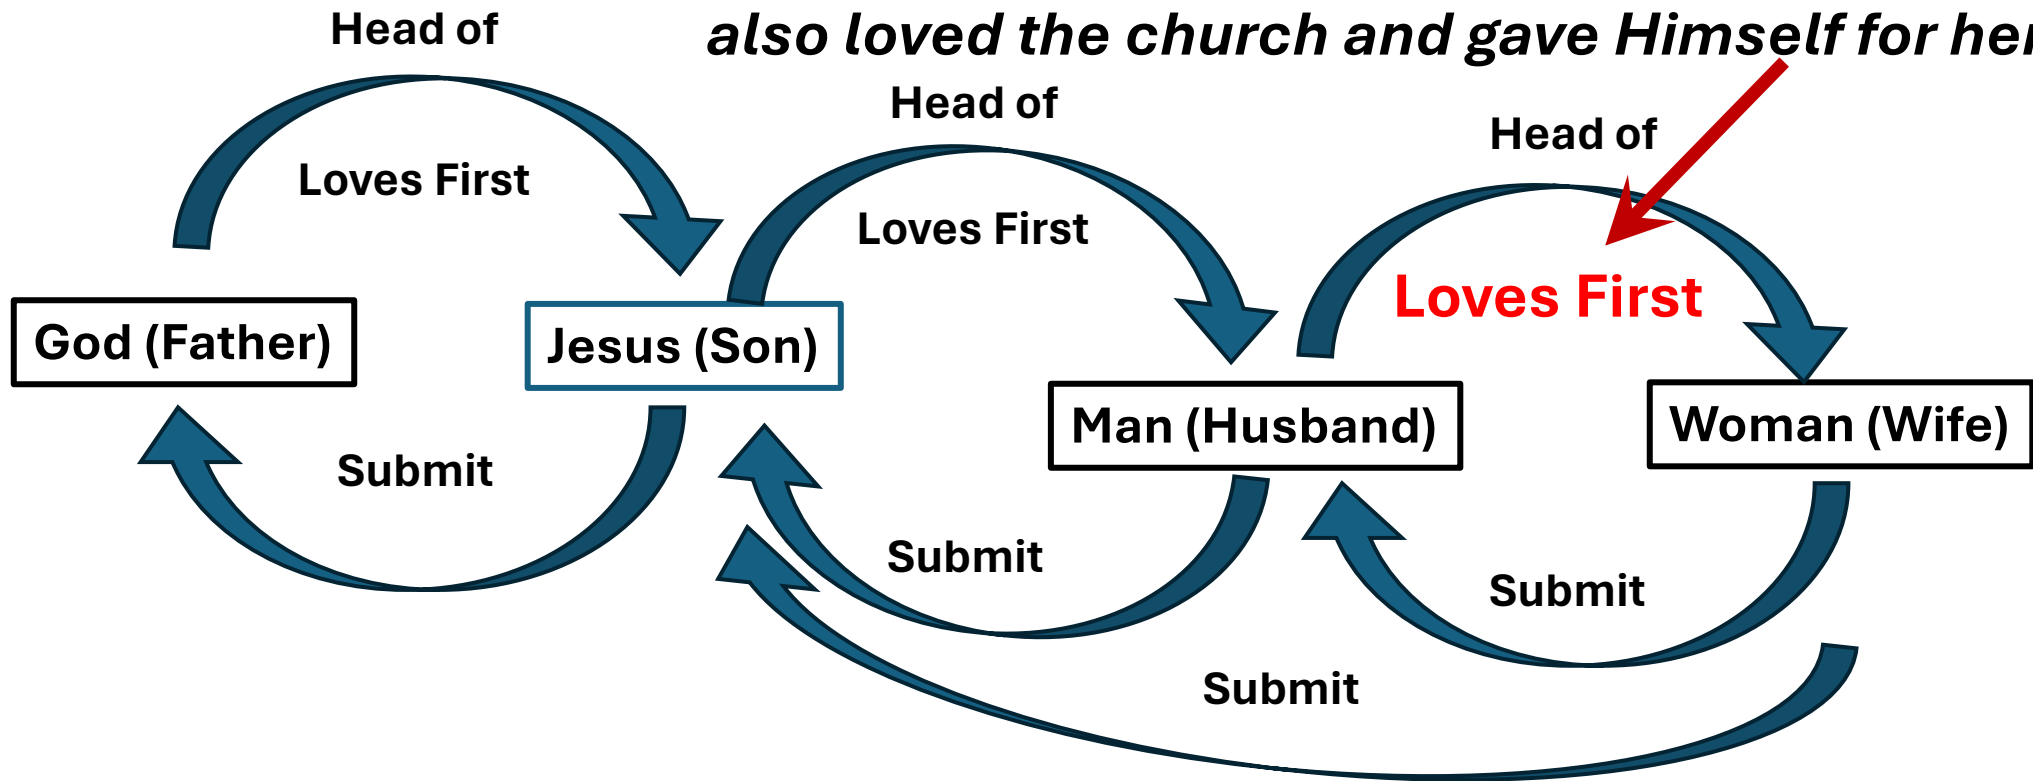 Head of
also loved the church and gave Himself for her
Head of
Head of
Loves First
Loves First
Loves First
God (Father)
Jesus (Son)
Man (Husband)
Woman (Wife)
Submit
Submit
Submit
Submit